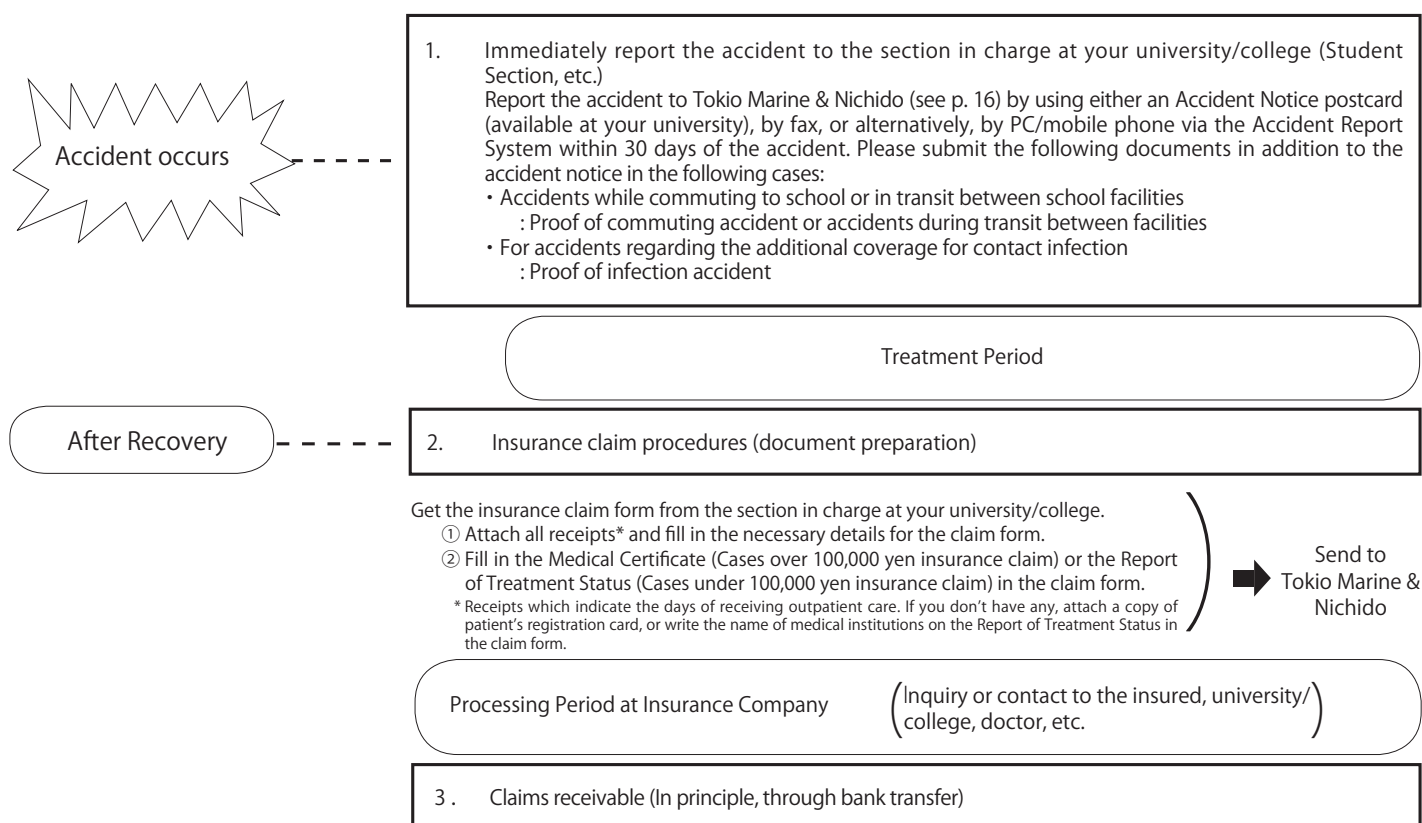 Accident occurs
1. Immediately report the accident to the section in charge at your university/college (Student
Section, etc.)
Report the accident to Tokio Marine & Nichido (see p. 16) by using either an Accident Notice postcard
(available at your university), by fax, or alternatively, by PC/mobile phone via the Accident Report
System within 30 days of the accident. Please submit the following documents in addition to the
accident notice in the following cases:
・Accidents while commuting to school or in transit between school facilities
: Proof of commuting accident or accidents during transit between facilities
・For accidents regarding the additional coverage for contact infection
: Proof of infection accident
Treatment Period
After Recovery
2. Insurance claim procedures (document preparation)
Get the insurance claim form from the section in charge at your university/college.
① Attach all receipts* and fill in the necessary details for the claim form.
② Fill in the Medical Certificate (Cases over 100,000 yen insurance claim) or the Report
of Treatment Status (Cases under 100,000 yen insurance claim) in the claim form.
* Receipts which indicate the days of receiving outpatient care. If you don't have any, attach a copy of
patient's registration card, or write the name of medical institutions on the Report of Treatment Status in
the claim form.
Send to
Tokio Marine &
Nichido
Processing Period at Insurance Company
(Inquiry or contact to the insured, university/
college, doctor, etc.)
3. Claims receivable (In principle, through bank transfer)